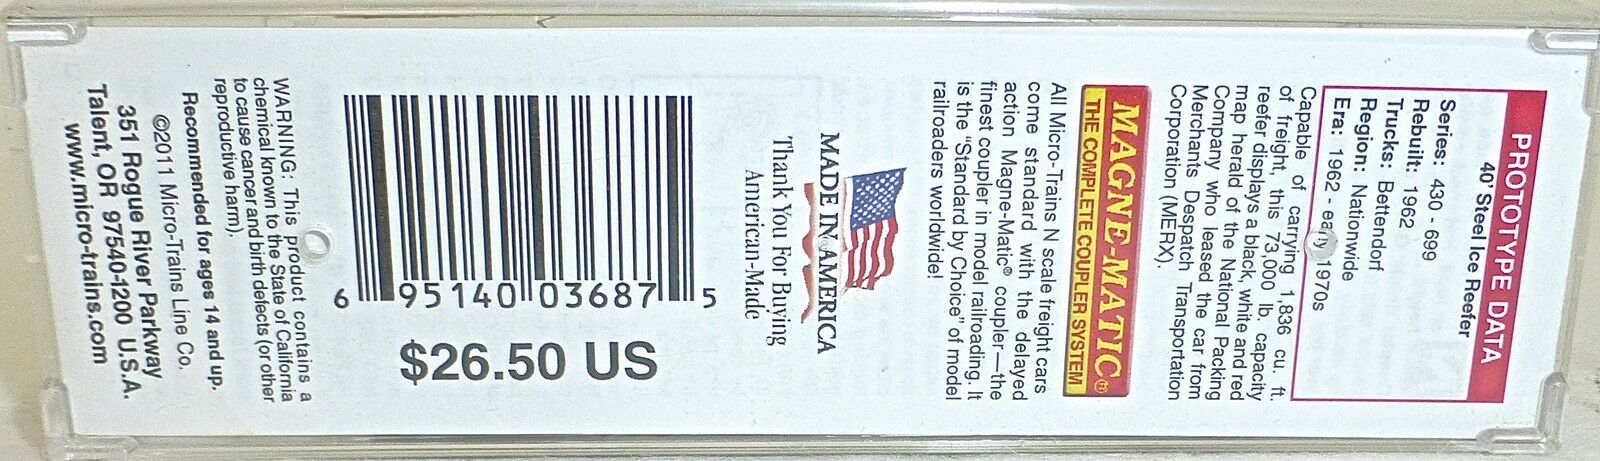 PROTOTYPE DATA
40' Steel Ice Reefer
Series: 430 - 699
Rebuilt: 1962
Trucks: Bettendorf
Region: Nationwide
Era: 1962 - early 1970s
Capable of carrying 1,836 cu. ft.
of freight, this 73,000 lb. capacity
reefer displays a black, white and red
map herald of the National Packing
Company who leased the car from
Merchants Despatch Transportation
Corporation (MERX).
MAGNE-MATIC®
THE COMPLETE COUPLER SYSTEM
All Micro-Trains N scale freight cars
come standard with the delayed
action Magne-Matic® coupler—the
finest coupler in model railroading. It
is the "Standard by Choice" of model
railroaders worldwide!
MADE IN AMERICA
Thank You For Buying
American-Made
6 95140 03687 5
$26.50 US
WARNING: This product contains a
chemical known to the State of California
to cause cancer and birth defects (or other
reproductive harm).
Recommended for ages 14 and up.
©2011 Micro-Trains Line Co.
351 Rogue River Parkway
Talent, OR 97540-1200 U.S.A.
www.micro-trains.com